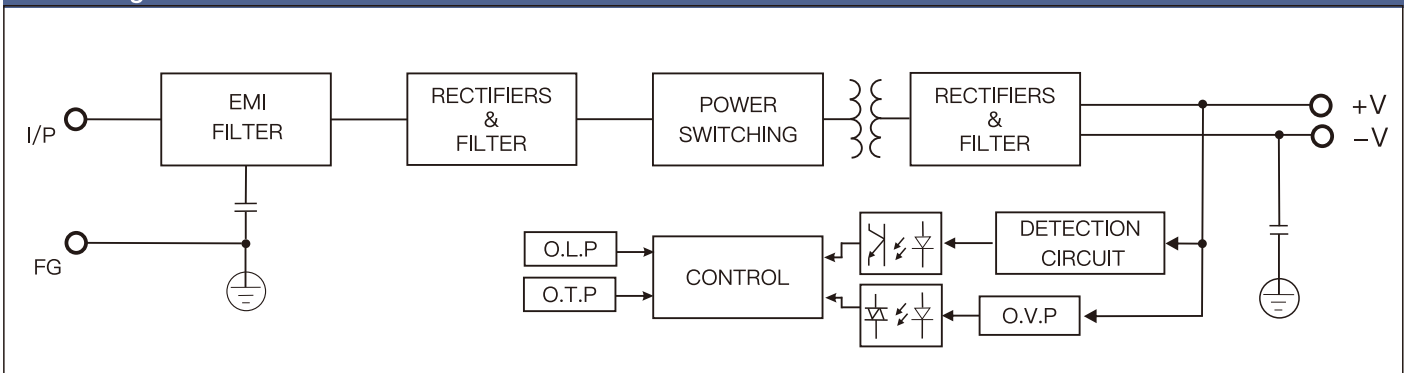 EMI
FILTER
RECTIFIERS
&
FILTER
POWER
SWITCHING
RECTIFIERS
&
FILTER
+V
-V
I/P
FG
O.L.P
O.T.P
CONTROL
DETECTION
CIRCUIT
O.V.P